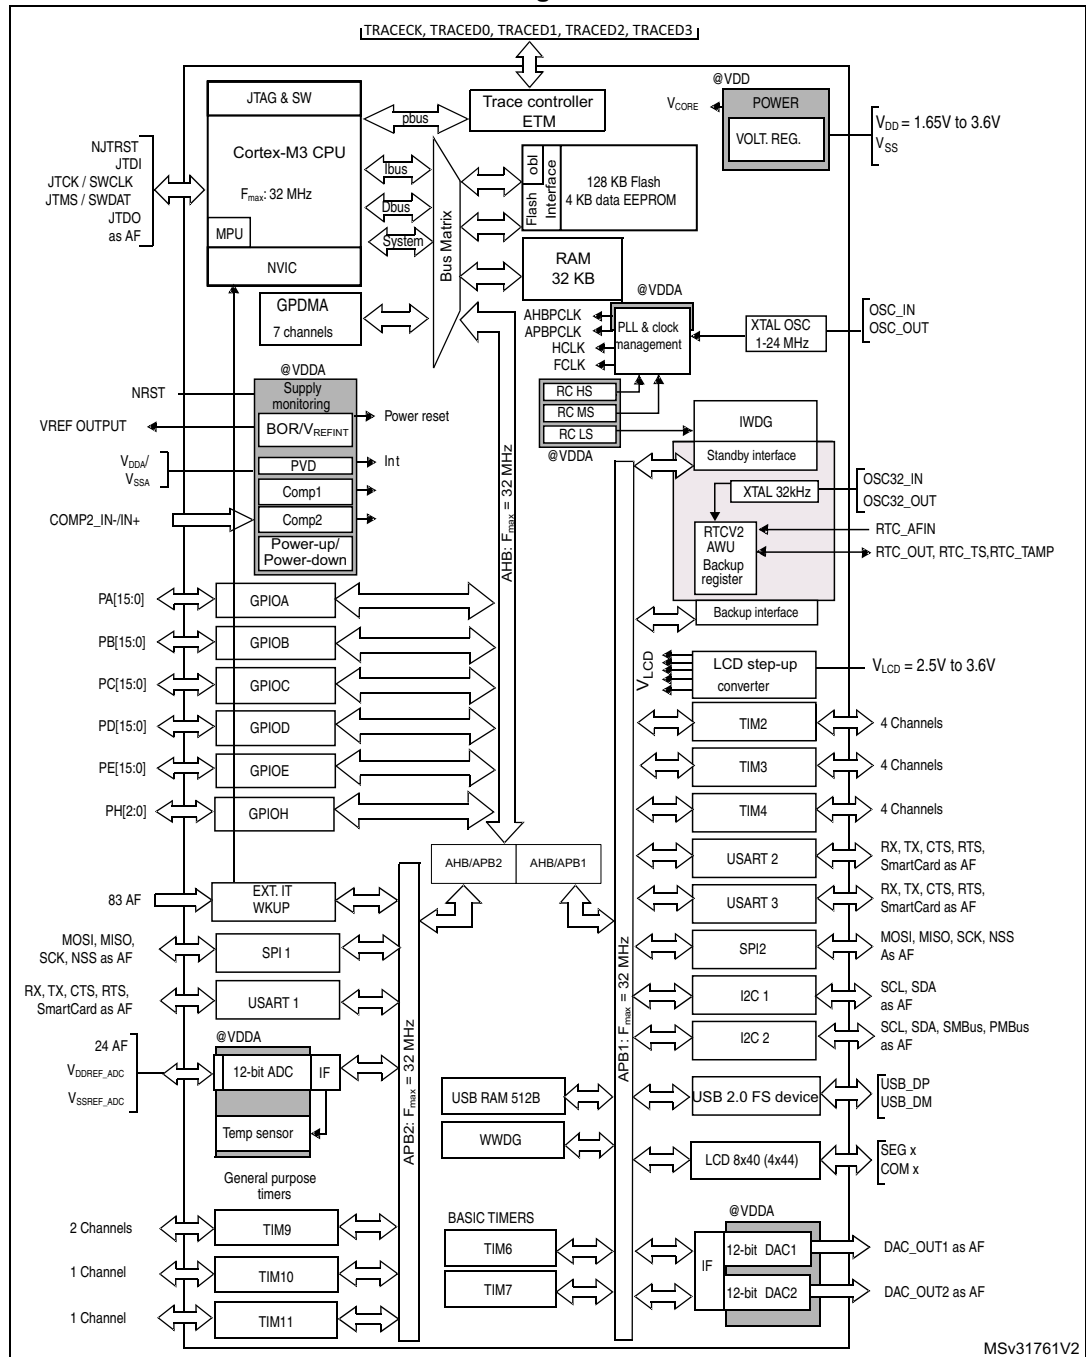 TRACECK, TRACED0, TRACED1, TRACED2, TRACED3
@VDD
JTAG & SW
pbus
Trace controller
ETM
VCORE
POWER
VOLT. REG.
VDD = 1.65V to 3.6V
VSS
NJTRST
JTDI
JTCK / SWCLK
JTMS / SWDAT
JTDO
as AF
Cortex-M3 CPU
Fmax: 32 MHz
MPU
NVIC
Ibus
Dbus
System
Bus Matrix
Flash
obl
Interface
128 KB Flash
4 KB data EEPROM
RAM
32 KB
GPDMA
7 channels
@VDDA
AHBPCLK
APBPCLK
HCLK
FCLK
PLL & clock
management
XTAL OSC
1-24 MHz
OSC_IN
OSC_OUT
@VDDA
NRST
Supply
monitoring
VREF OUTPUT
BOR/VREFINT
Power reset
VDDA/
VSSA
PVD
Int
Comp1
COMP2_IN-/IN+
Comp2
Power-up/
Power-down
RC HS
RC MS
RC LS
@VDDA
IWDG
Standby interface
XTAL 32kHz
OSC32_IN
OSC32_OUT
RTCV2
AWU
Backup
register
RTC_AFIN
RTC_OUT, RTC_TS,RTC_TAMP
Backup interface
AHB: Fmax = 32 MHz
PA[15:0]
GPIOA
PB[15:0]
GPIOB
PC[15:0]
GPIOC
PD[15:0]
GPIOD
PE[15:0]
GPIOE
PH[2:0]
GPIOH
VLCD
LCD step-up
converter
VLCD = 2.5V to 3.6V
TIM2
4 Channels
TIM3
4 Channels
TIM4
4 Channels
AHB/APB2
AHB/APB1
USART 2
RX, TX, CTS, RTS,
SmartCard as AF
83 AF
EXT. IT
WKUP
USART 3
RX, TX, CTS, RTS,
SmartCard as AF
MOSI, MISO,
SCK, NSS as AF
SPI 1
SPI2
MOSI, MISO, SCK, NSS
As AF
RX, TX, CTS, RTS,
SmartCard as AF
USART 1
I2C 1
SCL, SDA
as AF
I2C 2
SCL, SDA, SMBus, PMBus
as AF
APB2: Fmax = 32 MHz
APB1: Fmax = 32 MHz
@VDDA
24 AF
VDDREF_ADC
VSSREF_ADC
12-bit ADC
IF
Temp sensor
USB RAM 512B
USB 2.0 FS device
USB_DP
USB_DM
WWDG
LCD 8x40 (4x44)
SEG x
COM x
General purpose
timers
2 Channels
TIM9
1 Channel
TIM10
1 Channel
TIM11
BASIC TIMERS
TIM6
TIM7
@VDDA
IF
12-bit DAC1
DAC_OUT1 as AF
12-bit DAC2
DAC_OUT2 as AF
MSv31761V2